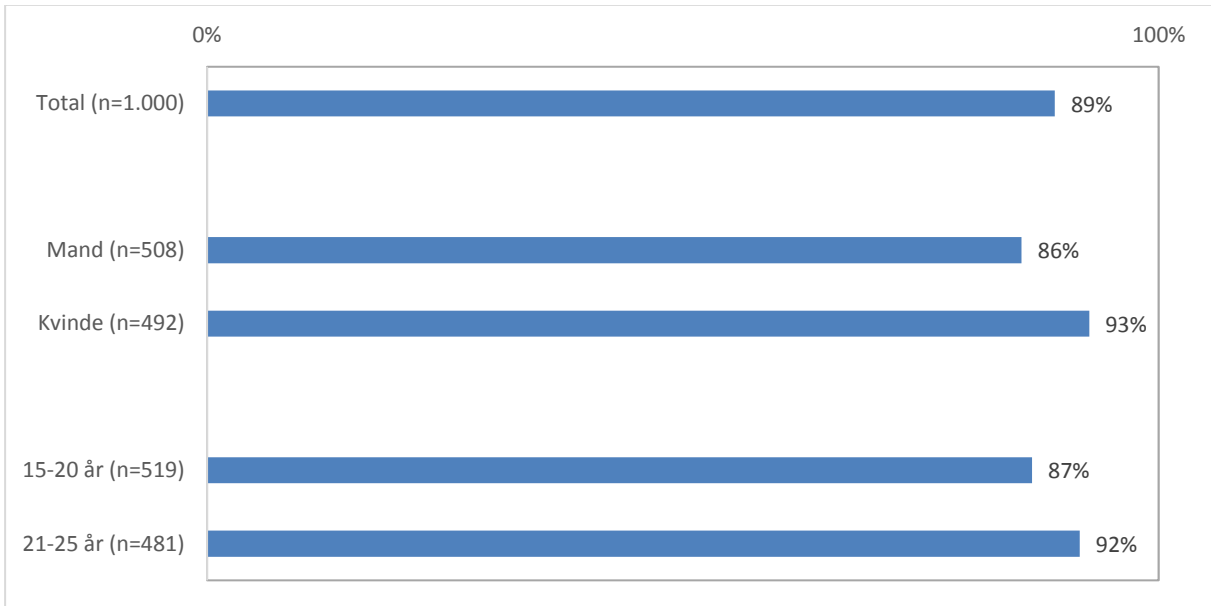 0% 100%
Total (n=1.000) 89%
Mand (n=508) 86%
Kvinde (n=492) 93%
15-20 år (n=519) 87%
21-25 år (n=481) 92%